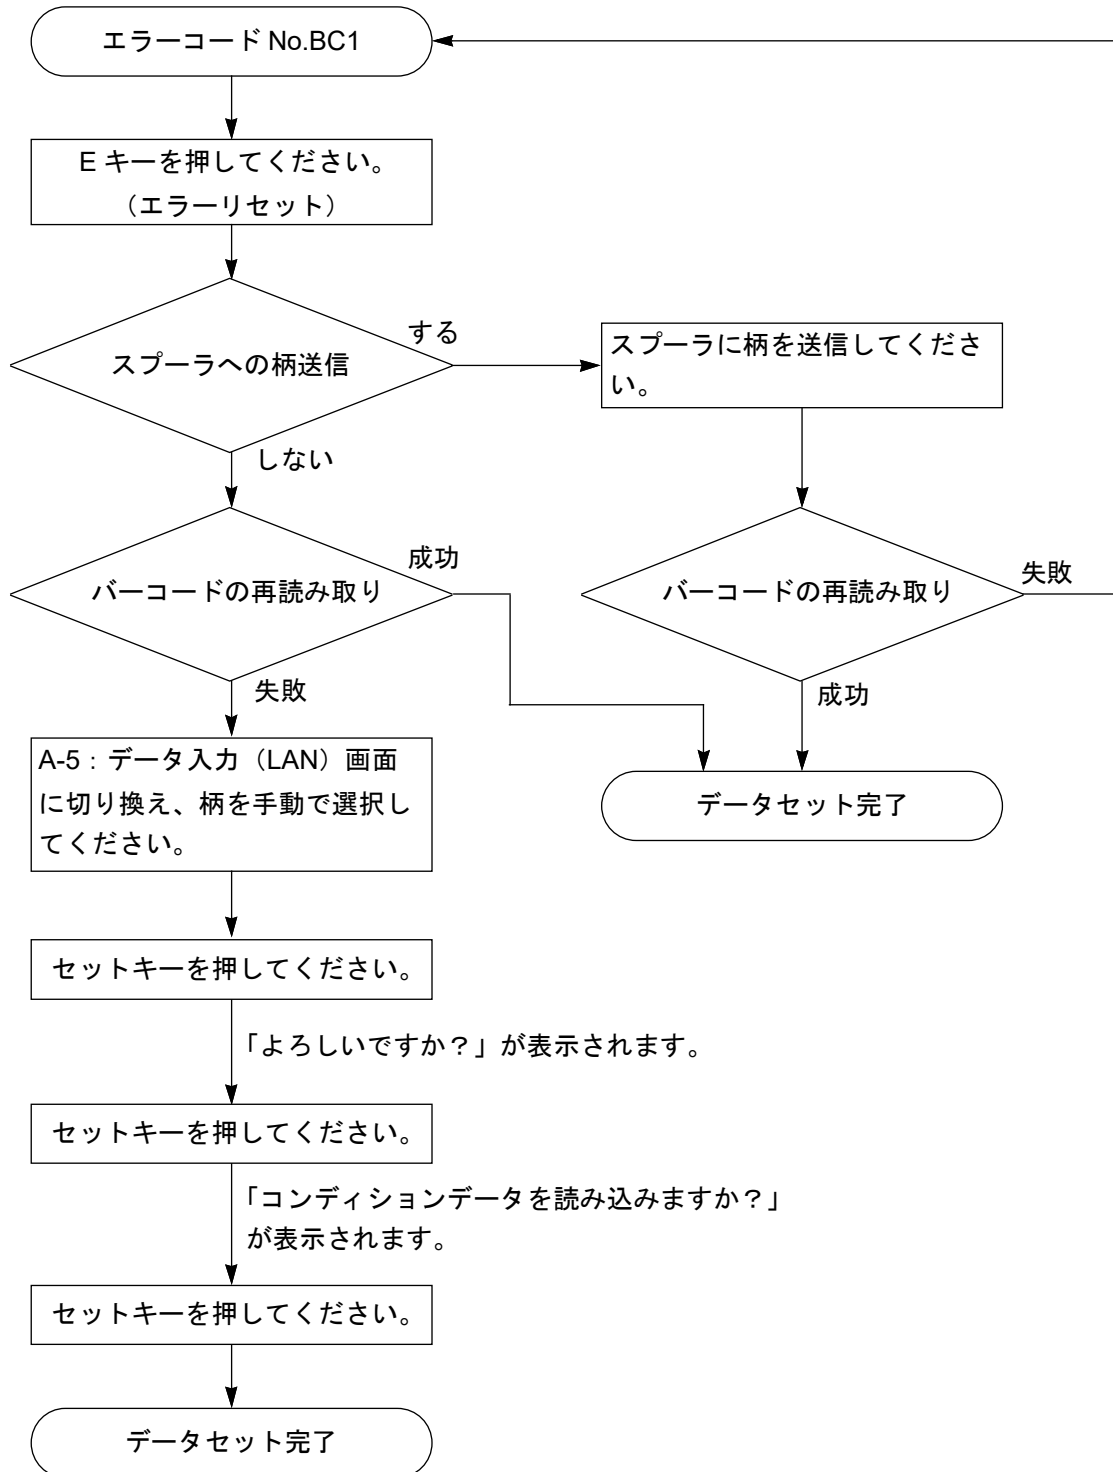 エラーコード No.BC1
E キーを押してください。
（エラーリセット）
スプーラへの柄送信
する
スプーラに柄を送信してくださ
い。
しない
バーコードの再読み取り
成功
バーコードの再読み取り
失敗
失敗
成功
A-5：データ入力（LAN）画面
に切り換え、柄を手動で選択し
てください。
データセット完了
セットキーを押してください。
「よろしいですか？」が表示されます。
セットキーを押してください。
「コンディションデータを読み込みますか？」
が表示されます。
セットキーを押してください。
データセット完了